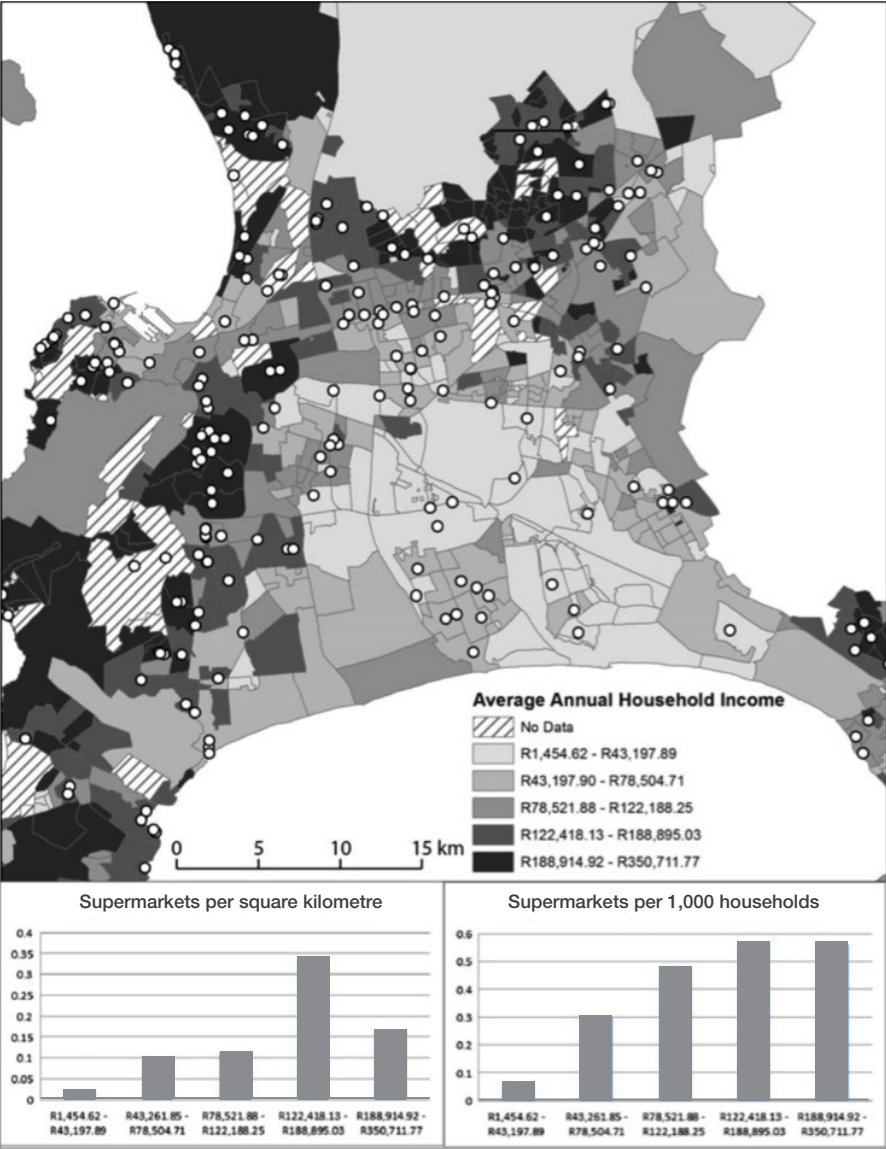 Average Annual Household Income
No Data
R1,454.62 - R43,197.89
R43,197.90 - R78,504.71
R78,521.88 - R122,188.25
R122,418.13 - R188,895.03
R188,914.92 - R350,711.77
0 5 10 15 km
Supermarkets per square kilometre
0.4
0.35
0.3
0.25
0.2
0.15
0.1
0.05
0
R1,454.62 - R43,261.85 - R78,521.88 - R122,418.13 - R188,914.92 -
R43,197.89 R78,504.71 R122,188.25 R188,895.03 R350,711.77
Supermarkets per 1,000 households
0.6
0.5
0.4
0.3
0.2
0.1
0
R1,454.62 - R43,261.85 - R78,521.88 - R122,418.13 - R188,914.92 -
R43,197.89 R78,504.71 R122,188.25 R188,895.03 R350,711.77